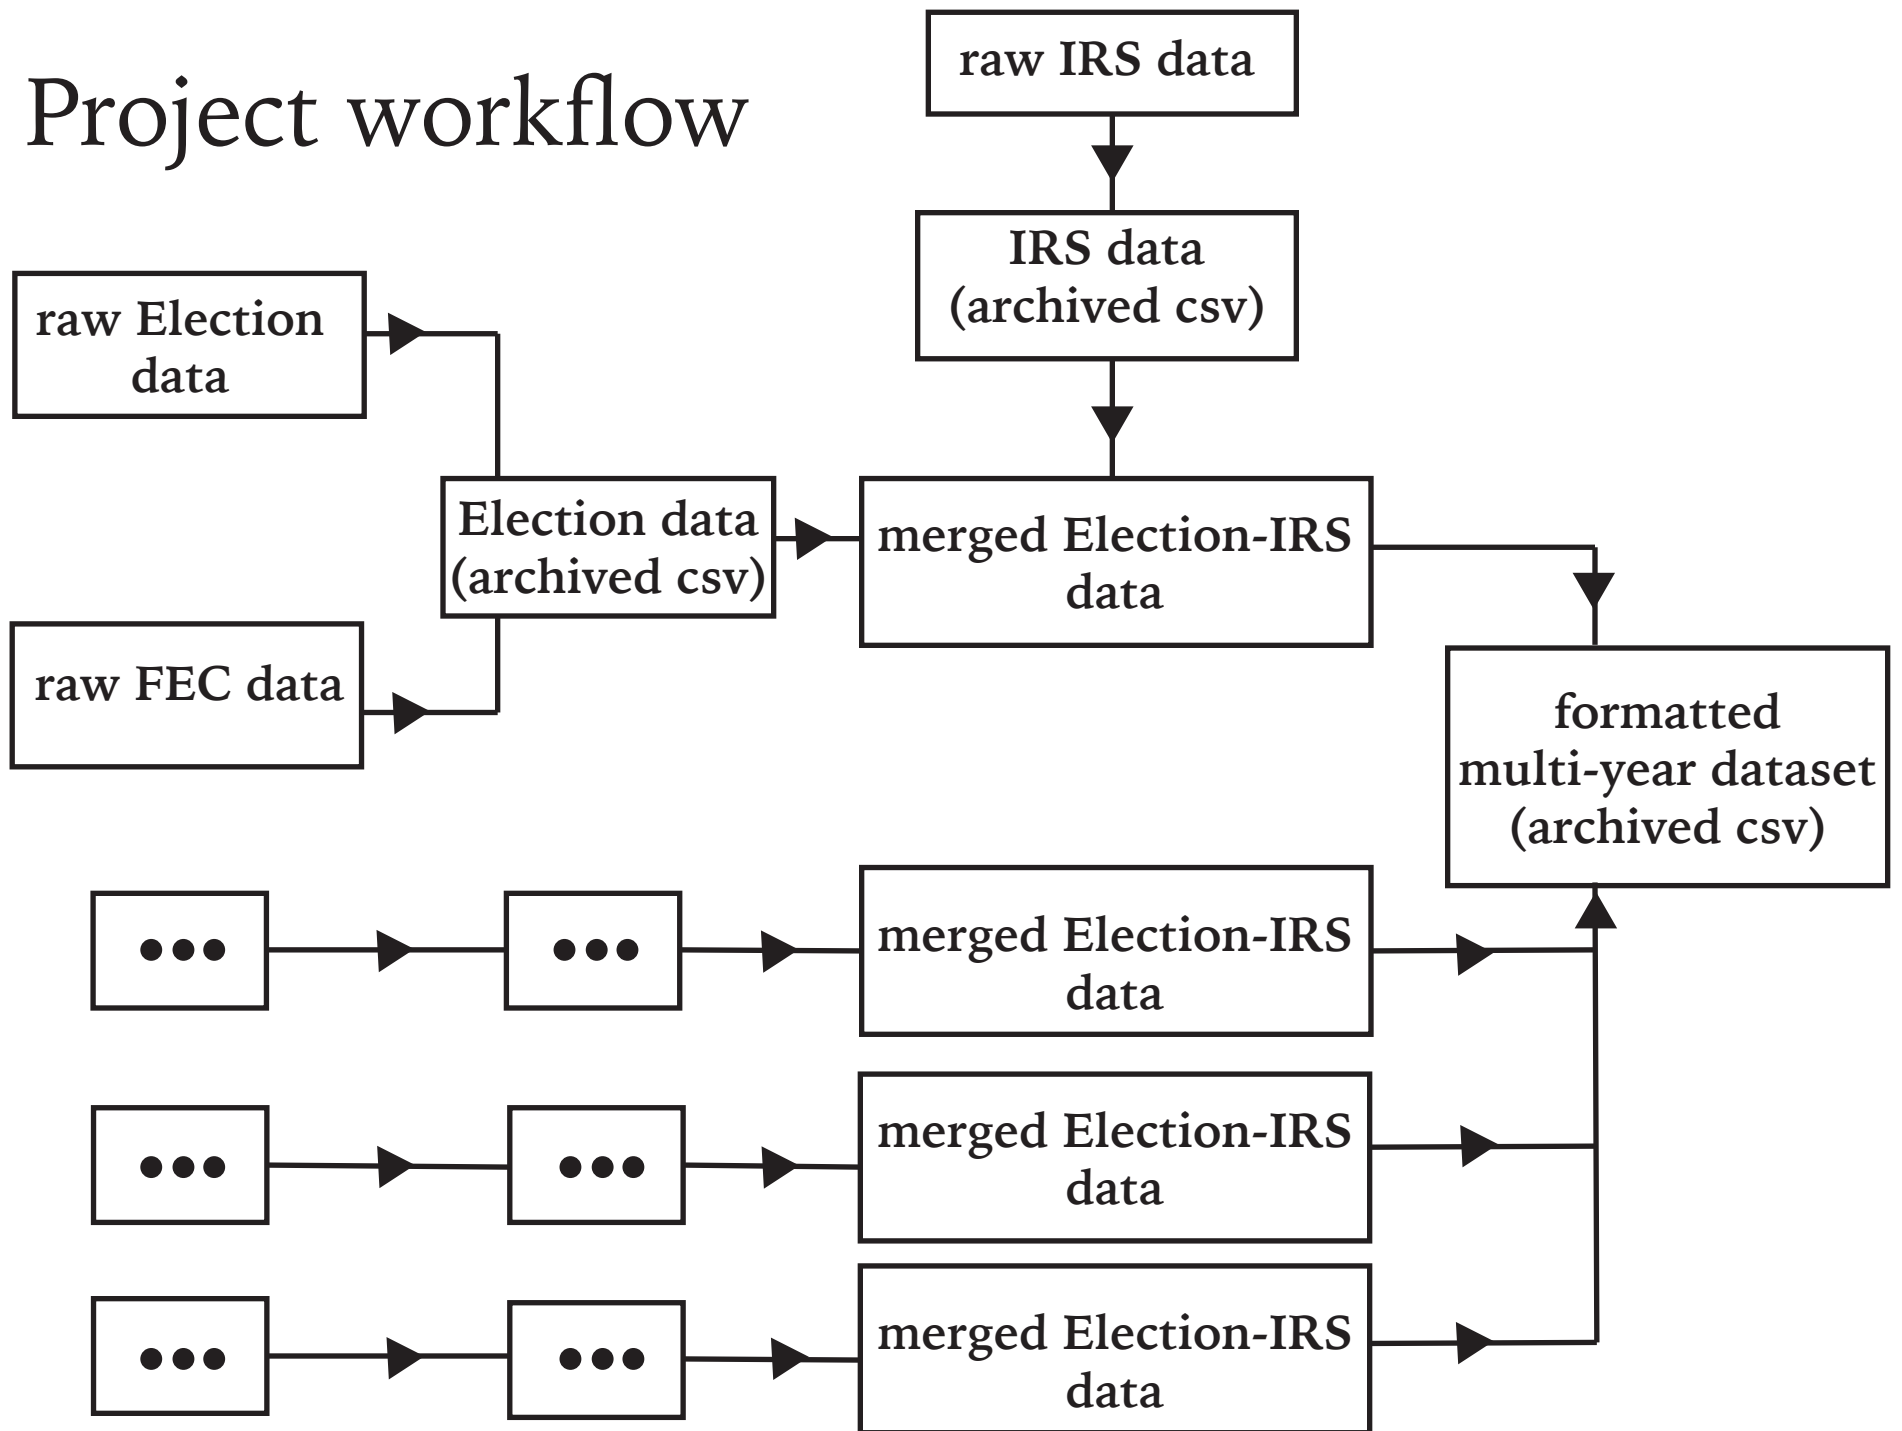 Project workflow
raw IRS data
IRS data
(archived csv)
raw Election
data
Election data
(archived csv)
merged Election-IRS
data
raw FEC data
formatted
multi-year dataset
(archived csv)
•••
•••
merged Election-IRS
data
•••
•••
merged Election-IRS
data
•••
•••
merged Election-IRS
data